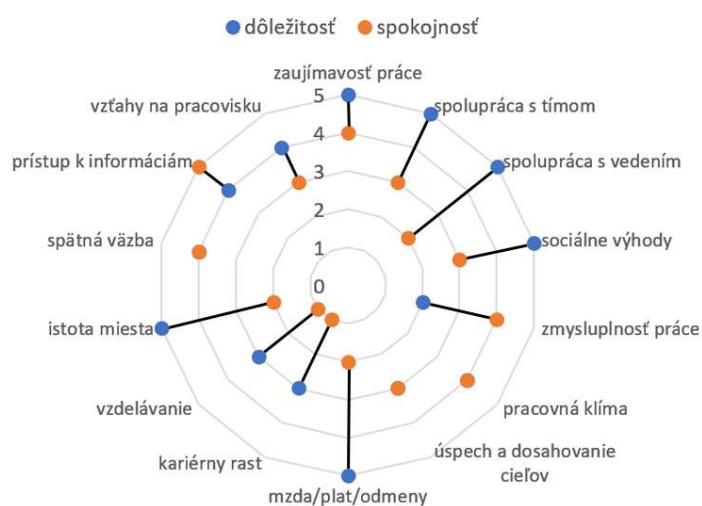 dôležitosť spokojnosť
zaujímavosť práce
vzťahy na pracovisku
5
spolupráca s tímom
4
prístup k informáciám
3
spolupráca s vedením
2
spätná väzba
1
sociálne výhody
0
istota miesta
zmysluplnosť práce
vzdelávanie
pracovná klíma
kariérny rast
úspech a dosahovanie
cieľov
mzda/plat/odmeny